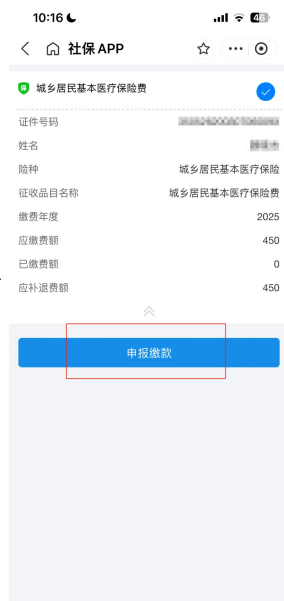 10:16
46
社保 APP
城乡居民基本医疗保险费
证件号码
姓名
险种 城乡居民基本医疗保险
征收品目名称 城乡居民基本医疗保险费
缴费年度 2025
应缴费额 450
已缴费额 0
应补退费额 450
申报缴款